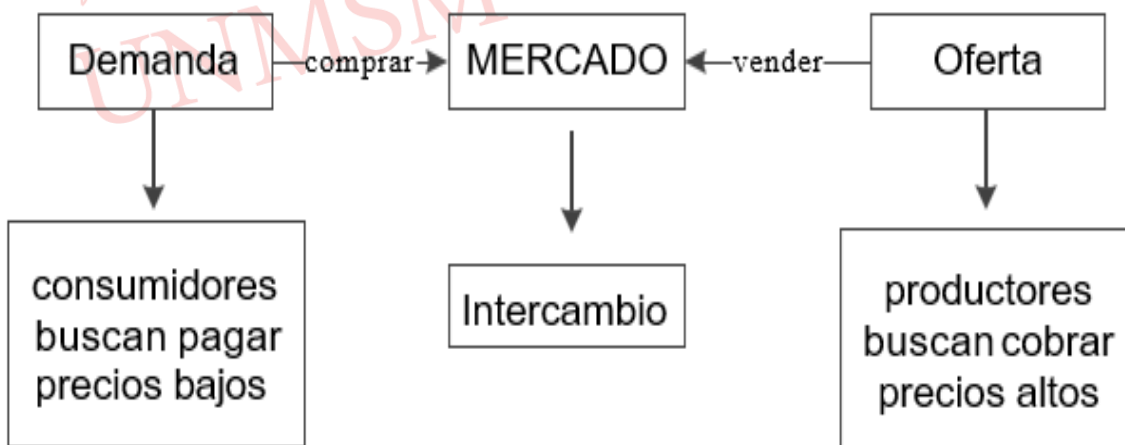 UNMSM
Demanda
comprar
MERCADO
vender
Oferta
consumidores
buscan pagar
precios bajos
Intercambio
productores
buscan cobrar
precios altos